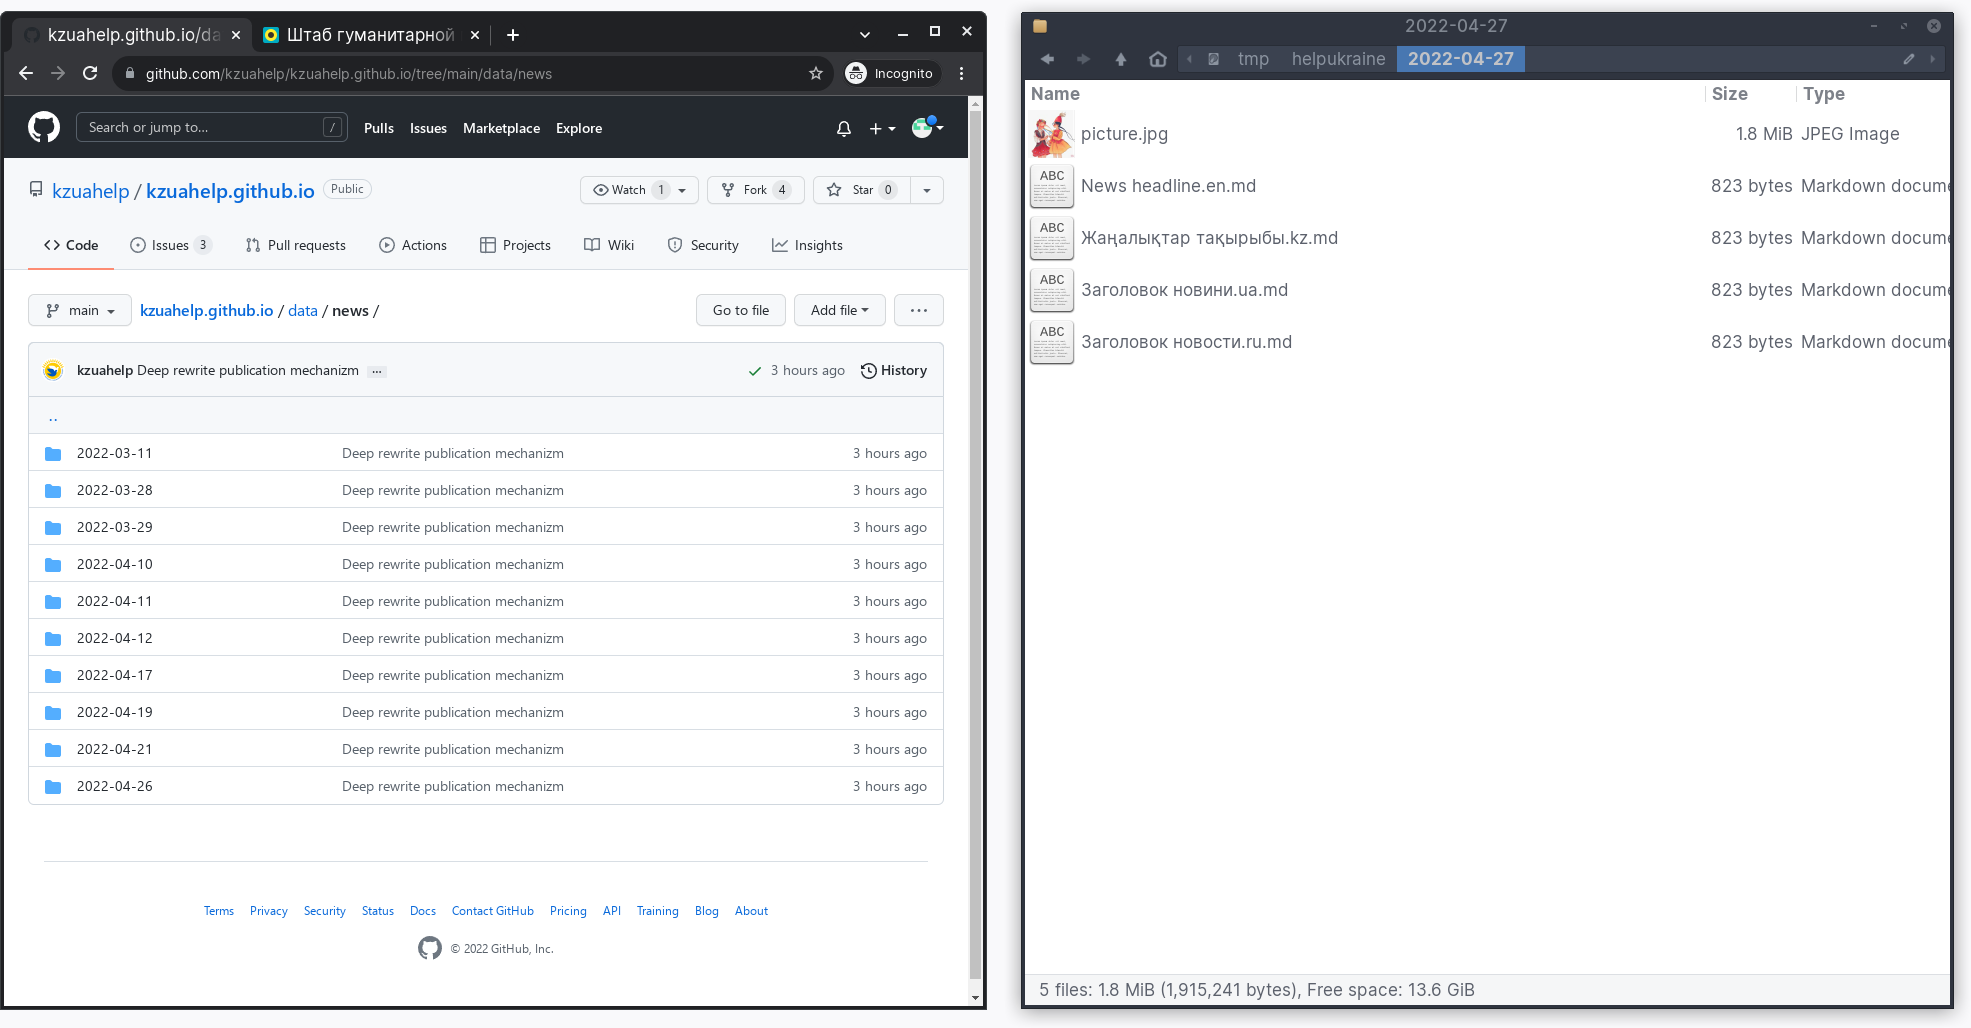 kzuahelp.github.io/da
Штаб гуманитарной
github.com/kzuahelp/kzuahelp.github.io/tree/main/data/news
Incognito
Search or jump to...
/
Pulls
Issues
Marketplace
Explore
kzuahelp / kzuahelp.github.io
Public
Watch 1
Fork 4
Star 0
Code
Issues 3
Pull requests
Actions
Projects
Wiki
Security
Insights
main
kzuahelp.github.io / data / news /
Go to file
Add file
...
kzuahelp Deep rewrite publication mechanizm ...
3 hours ago
History
..
2022-03-11 Deep rewrite publication mechanizm 3 hours ago
2022-03-28 Deep rewrite publication mechanizm 3 hours ago
2022-03-29 Deep rewrite publication mechanizm 3 hours ago
2022-04-10 Deep rewrite publication mechanizm 3 hours ago
2022-04-11 Deep rewrite publication mechanizm 3 hours ago
2022-04-12 Deep rewrite publication mechanizm 3 hours ago
2022-04-17 Deep rewrite publication mechanizm 3 hours ago
2022-04-19 Deep rewrite publication mechanizm 3 hours ago
2022-04-21 Deep rewrite publication mechanizm 3 hours ago
2022-04-26 Deep rewrite publication mechanizm 3 hours ago
Terms Privacy Security Status Docs Contact GitHub Pricing API Training Blog About
© 2022 GitHub, Inc.
2022-04-27
tmp helpukraine 2022-04-27
Name Size Type
picture.jpg 1.8 MiB JPEG Image
ABC News headline.en.md 823 bytes Markdown docume
ABC Жаңалықтар тақырыбы.kz.md 823 bytes Markdown docume
ABC Заголовок новини.ua.md 823 bytes Markdown docume
ABC Заголовок новости.ru.md 823 bytes Markdown docume
5 files: 1.8 MiB (1,915,241 bytes), Free space: 13.6 GiB